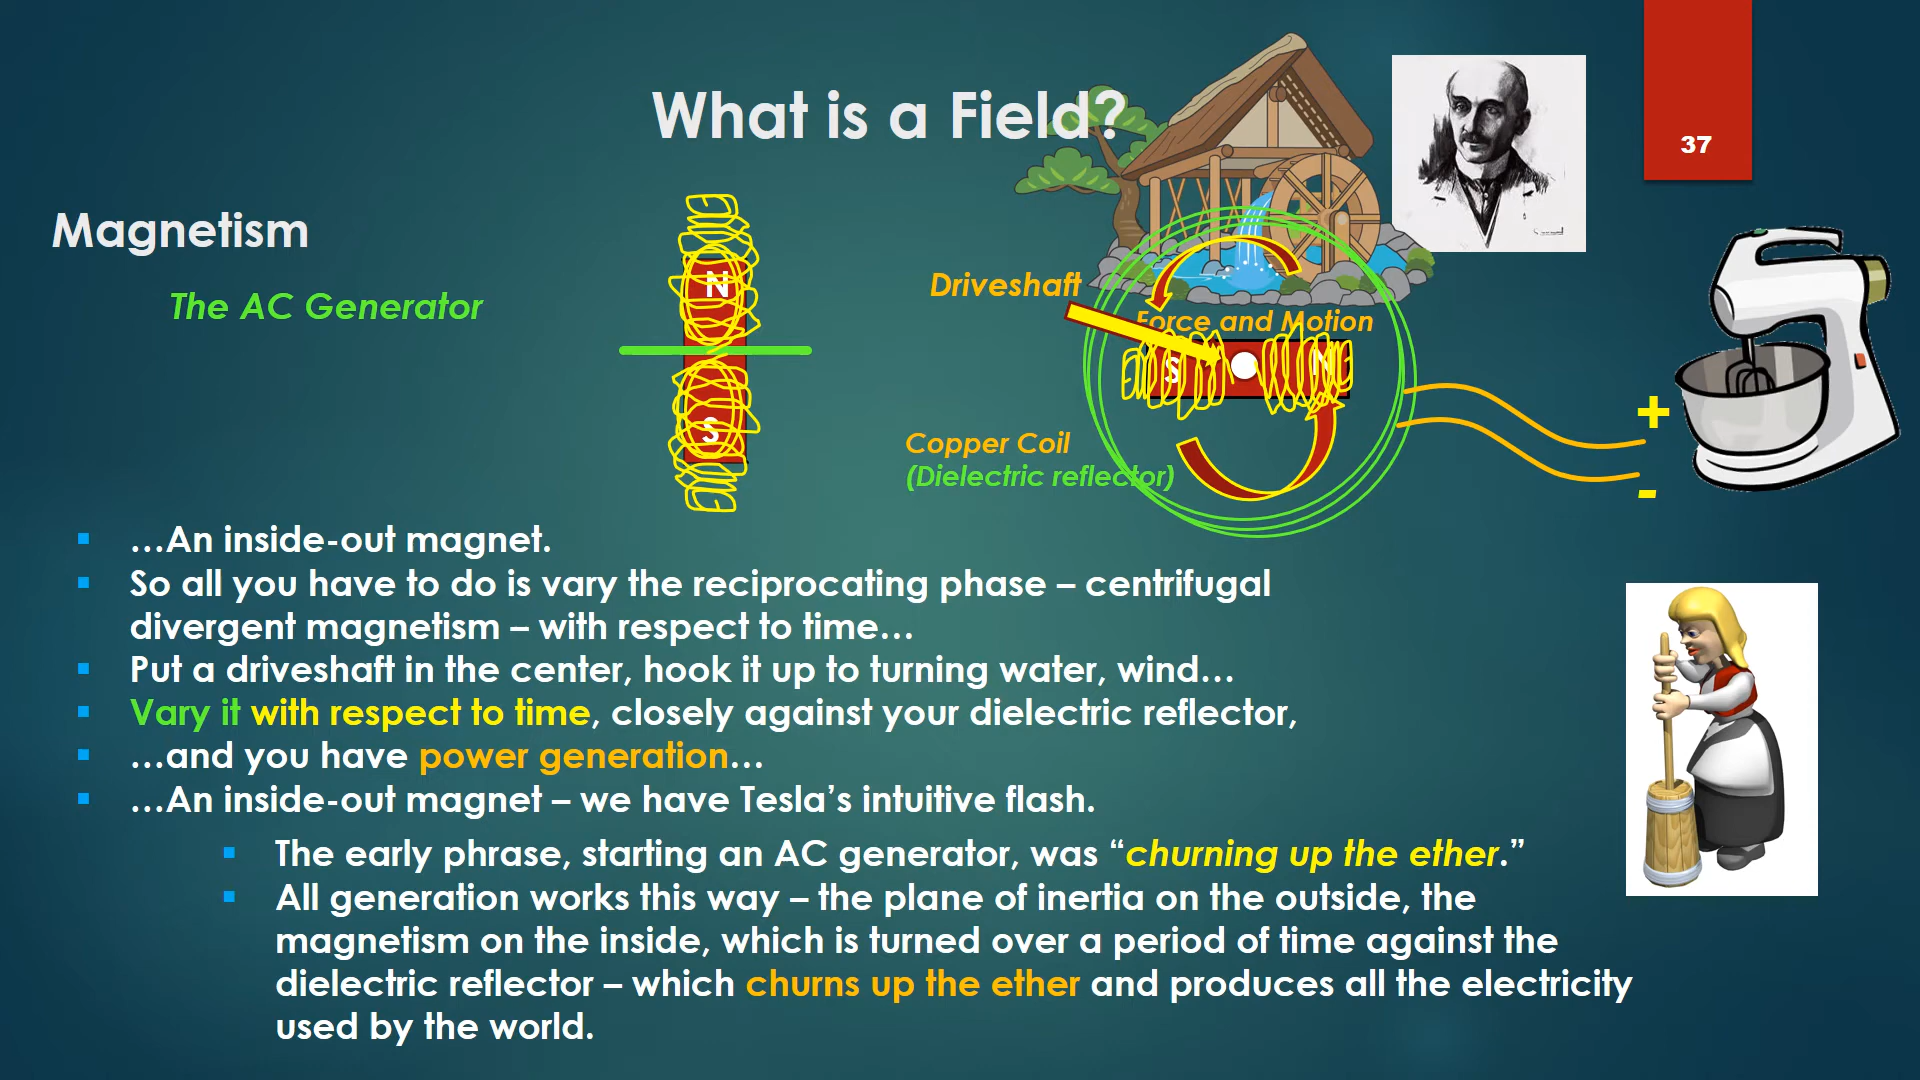 What is a Field?
37
Magnetism
The AC Generator
N
S
Driveshaft
Force and Motion
S
N
Copper Coil
(Dielectric reflector)
+
-
…An inside-out magnet.
So all you have to do is vary the reciprocating phase – centrifugal
divergent magnetism – with respect to time…
Put a driveshaft in the center, hook it up to turning water, wind…
Vary it with respect to time, closely against your dielectric reflector,
…and you have power generation…
…An inside-out magnet – we have Tesla’s intuitive flash.
The early phrase, starting an AC generator, was “churning up the ether.”
All generation works this way – the plane of inertia on the outside, the
magnetism on the inside, which is turned over a period of time against the
dielectric reflector – which churns up the ether and produces all the electricity
used by the world.